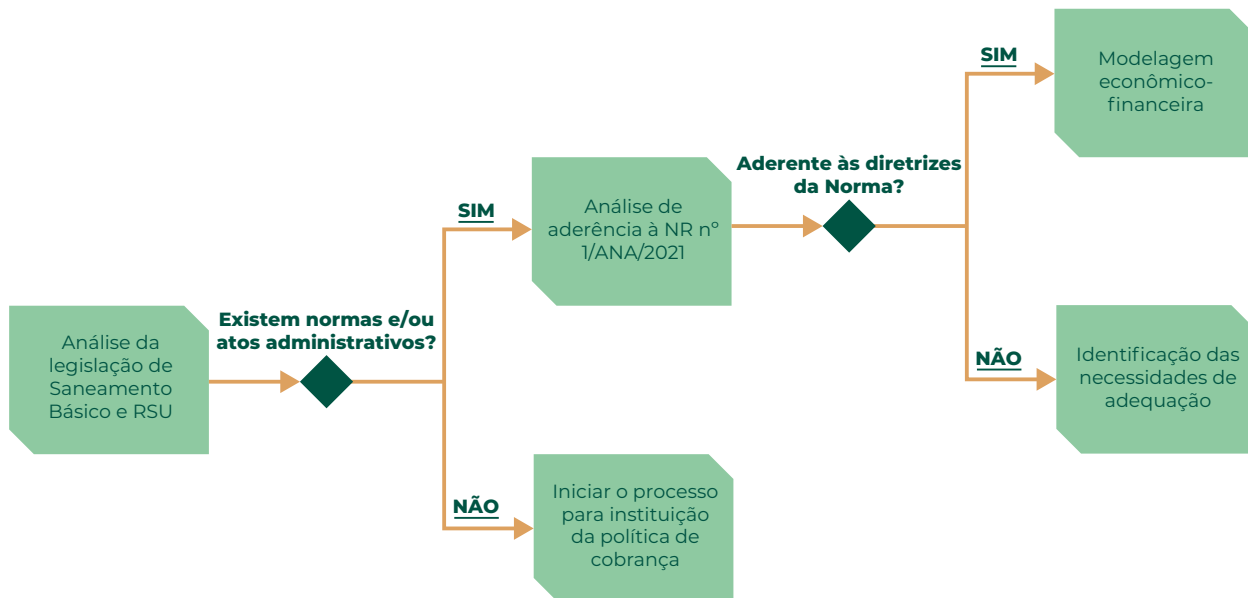 Análise da
legislação de
Saneamento
Básico e RSU
Existem normas e/ou
atos administrativos?
SIM
Análise de
aderência à NR nº
1/ANA/2021
NÃO
Iniciar o processo
para instituição
da política de
cobrança
Aderente às diretrizes
da Norma?
SIM
Modelagem
econômico-
financeira
NÃO
Identificação das
necessidades de
adequação